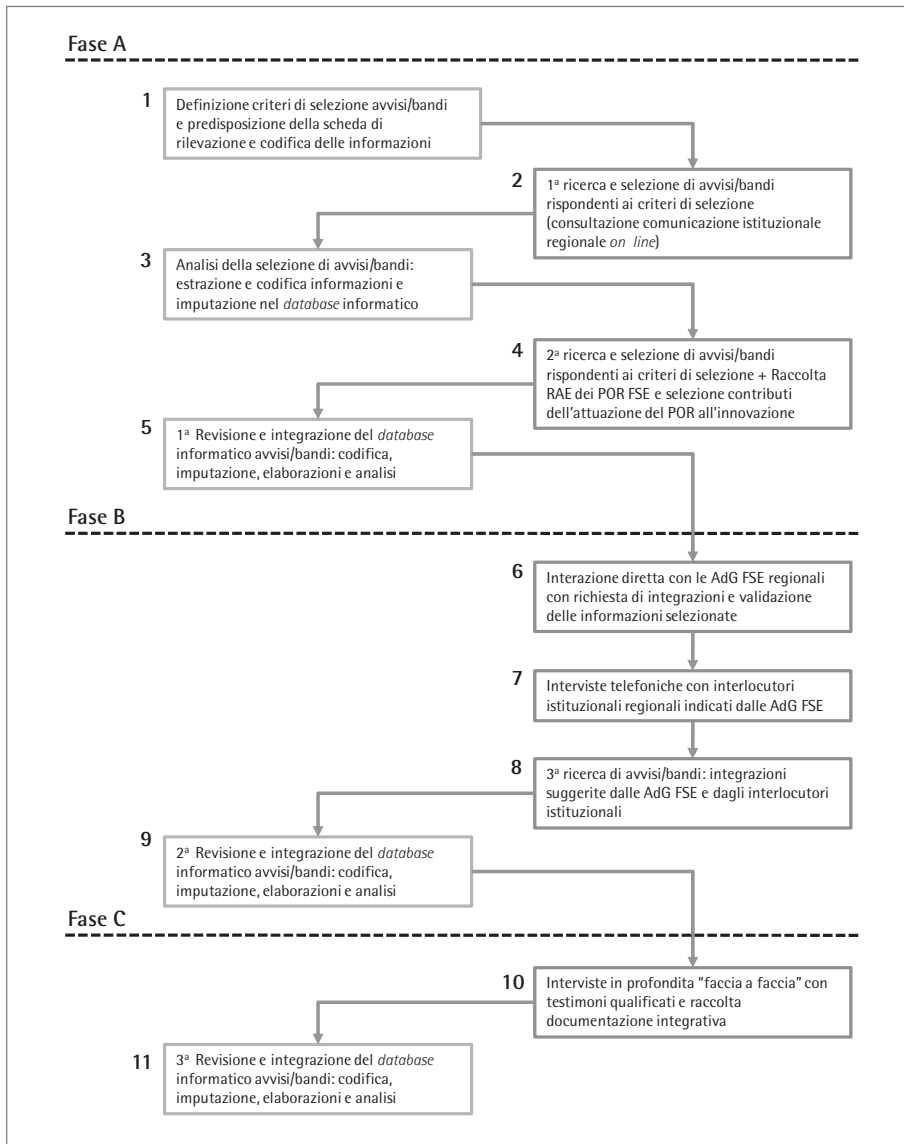 Fase A
1
Definizione criteri di selezione avvisi/bandi
e predisposizione della scheda di
rilevazione e codifica delle informazioni
2
1ª ricerca e selezione di avvisi/bandi
rispondenti ai criteri di selezione
(consultazione comunicazione istituzionale
regionale on line)
3
Analisi della selezione di avvisi/bandi:
estrazione e codifica informazioni e
imputazione nel database informatico
4
2ª ricerca e selezione di avvisi/bandi
rispondenti ai criteri di selezione + Raccolta
RAE dei POR FSE e selezione contributi
dell'attuazione del POR all'innovazione
5
1ª Revisione e integrazione del database
informatico avvisi/bandi: codifica,
imputazione, elaborazioni e analisi
Fase B
6
Interazione diretta con le AdG FSE regionali
con richiesta di integrazioni e validazione
delle informazioni selezionate
7
Interviste telefoniche con interlocutori
istituzionali regionali indicati dalle AdG FSE
8
3ª ricerca di avvisi/bandi: integrazioni
suggerite dalle AdG FSE e dagli interlocutori
istituzionali
9
2ª Revisione e integrazione del database
informatico avvisi/bandi: codifica,
imputazione, elaborazioni e analisi
Fase C
10
Interviste in profondita "faccia a faccia" con
testimoni qualificati e raccolta
documentazione integrativa
11
3ª Revisione e integrazione del database
informatico avvisi/bandi: codifica,
imputazione, elaborazioni e analisi